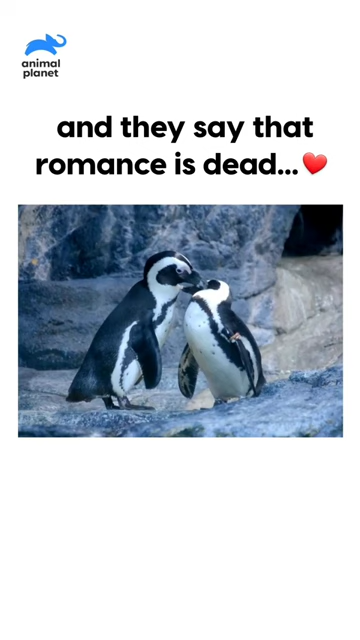 animal
planet
and they say that
romance is dead...❤️